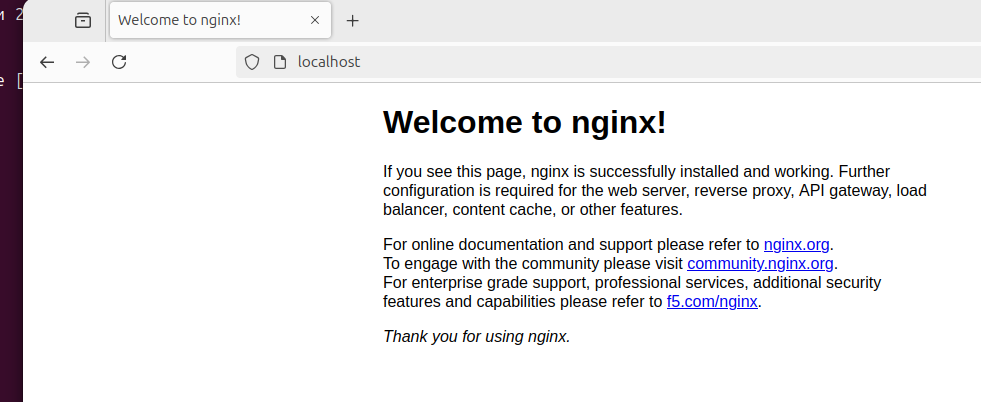 и 2
Welcome to nginx!
е [
localhost
Welcome to nginx!
If you see this page, nginx is successfully installed and working. Further
configuration is required for the web server, reverse proxy, API gateway, load
balancer, content cache, or other features.
For online documentation and support please refer to nginx.org.
To engage with the community please visit community.nginx.org.
For enterprise grade support, professional services, additional security
features and capabilities please refer to f5.com/nginx.
Thank you for using nginx.